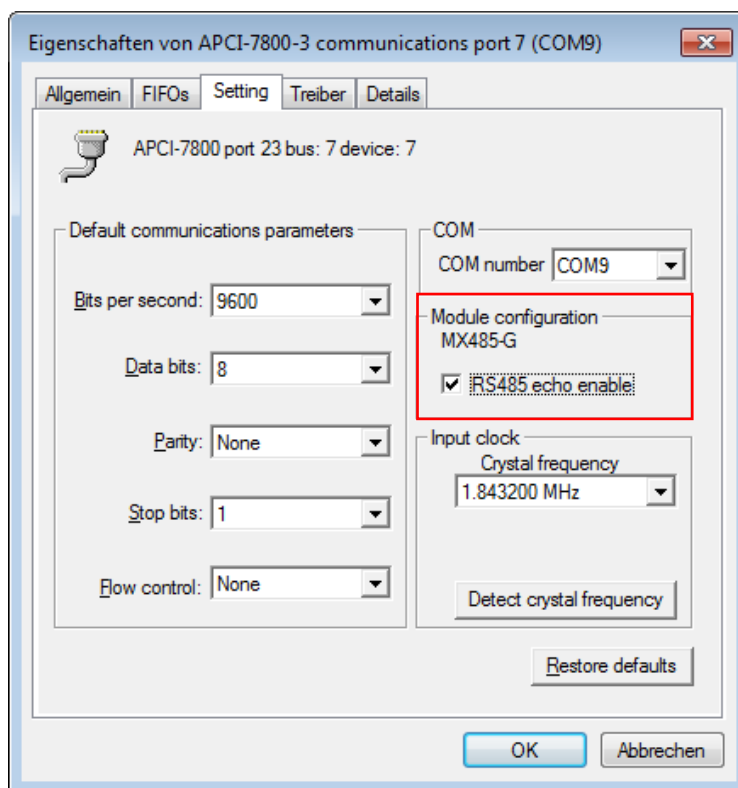 Eigenschaften von APCI-7800-3 communications port 7 (COM9)
Allgemein FIFOs Setting Treiber Details
APCI-7800 port 23 bus: 7 device: 7
Default communications parameters
Bits per second: 9600
Data bits: 8
Parity: None
Stop bits: 1
Flow control: None
COM
COM number COM9
Module configuration
MX485-G
RS485 echo enable
Input clock
Crystal frequency
1.843200 MHz
Detect crystal frequency
Restore defaults
OK Abbrechen